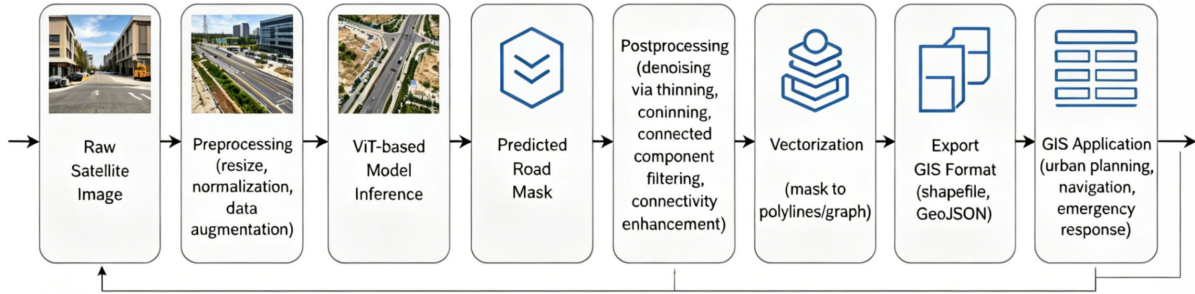 Raw
Satellite
Image
Preprocessing
(resize,
normalization,
data
augmentation)
ViT-based
Model
Inference
Predicted
Road
Mask
Postprocessing
(denoising
via thinning,
coninning,
connected
component
filtering,
connectivity
enhancement)
Vectorization
(mask to
polylines/graph)
Export
GIS Format
(shapefile,
GeoJSON)
GIS Application
(urban planning,
navigation,
emergency
response)